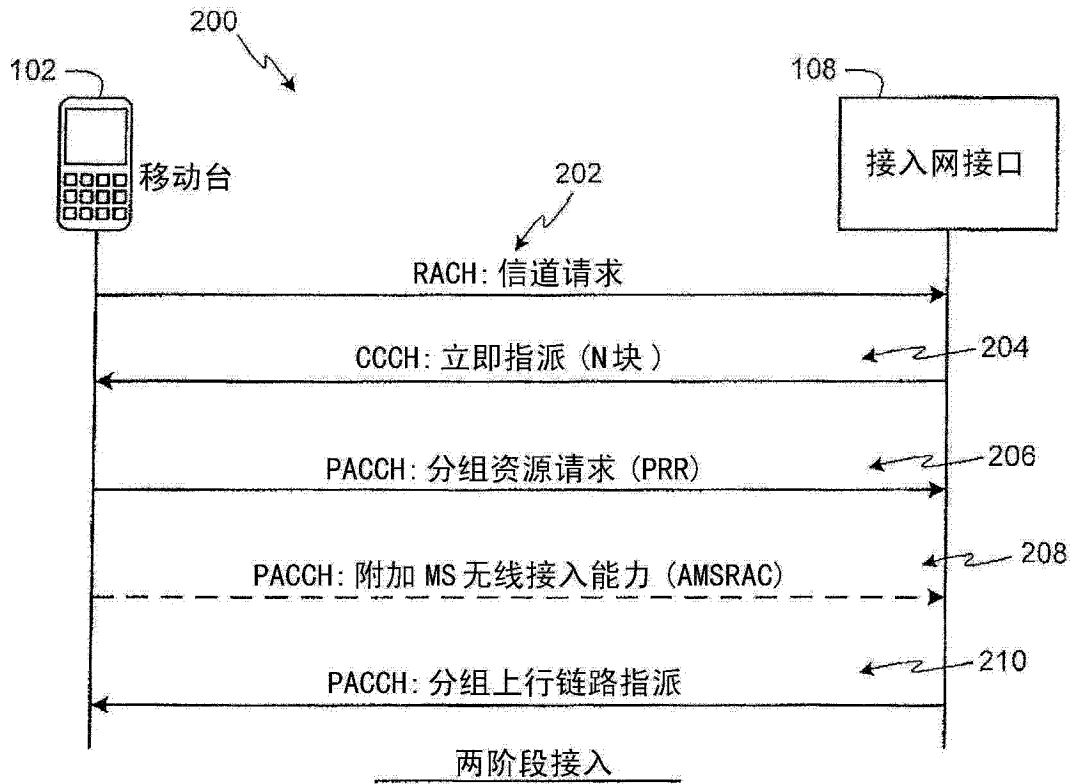 200
102
108
移动台
接入网接口
202
RACH: 信道请求
CCCH: 立即指派 (N块)
204
PACCH: 分组资源请求 (PRR)
206
PACCH: 附加 MS 无线接入能力 (AMSRAC)
208
PACCH: 分组上行链路指派
210
两阶段接入